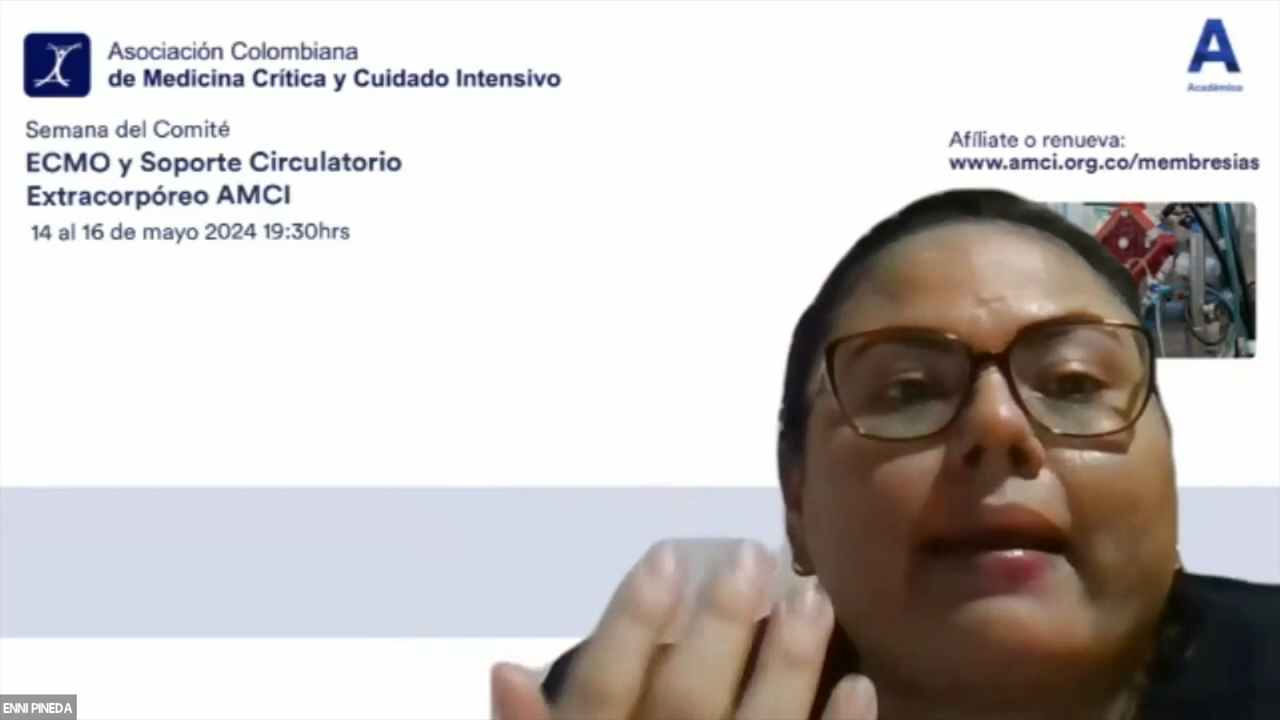 Asociación Colombiana
de Medicina Crítica y Cuidado Intensivo
Semana del Comité
ECMO y Soporte Circulatorio
Extracorpóreo AMCI
14 al 16 de mayo 2024 19:30hrs
A
Académico
Afíliate o renueva:
www.amci.org.co/membresias
ENNI PINEDA